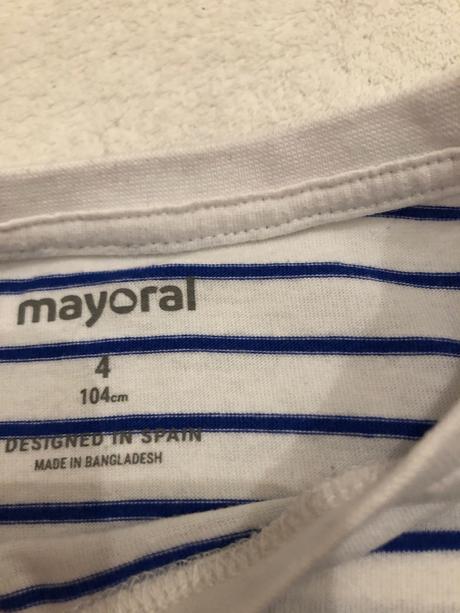 mayoral
4
104cm
DESIGNED IN SPAIN
MADE IN BANGLADESH